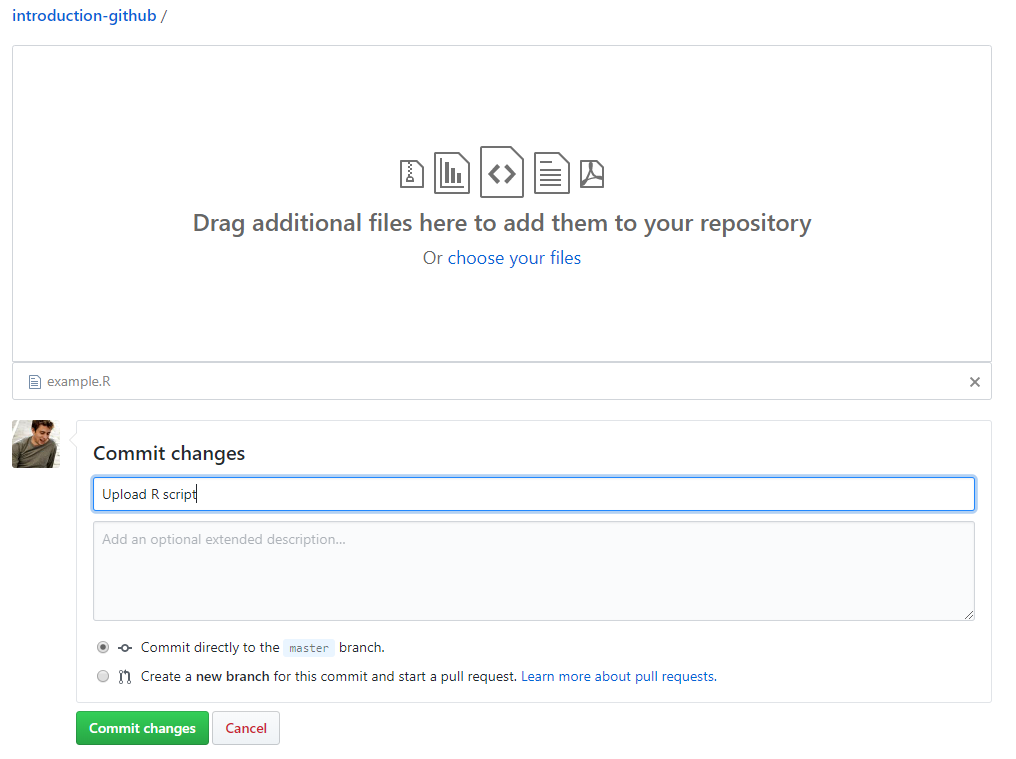 introduction-github /
Drag additional files here to add them to your repository
Or choose your files
example.R
Commit changes
Upload R script
Add an optional extended description...
Commit directly to the master branch.
Create a new branch for this commit and start a pull request. Learn more about pull requests.
Commit changes Cancel